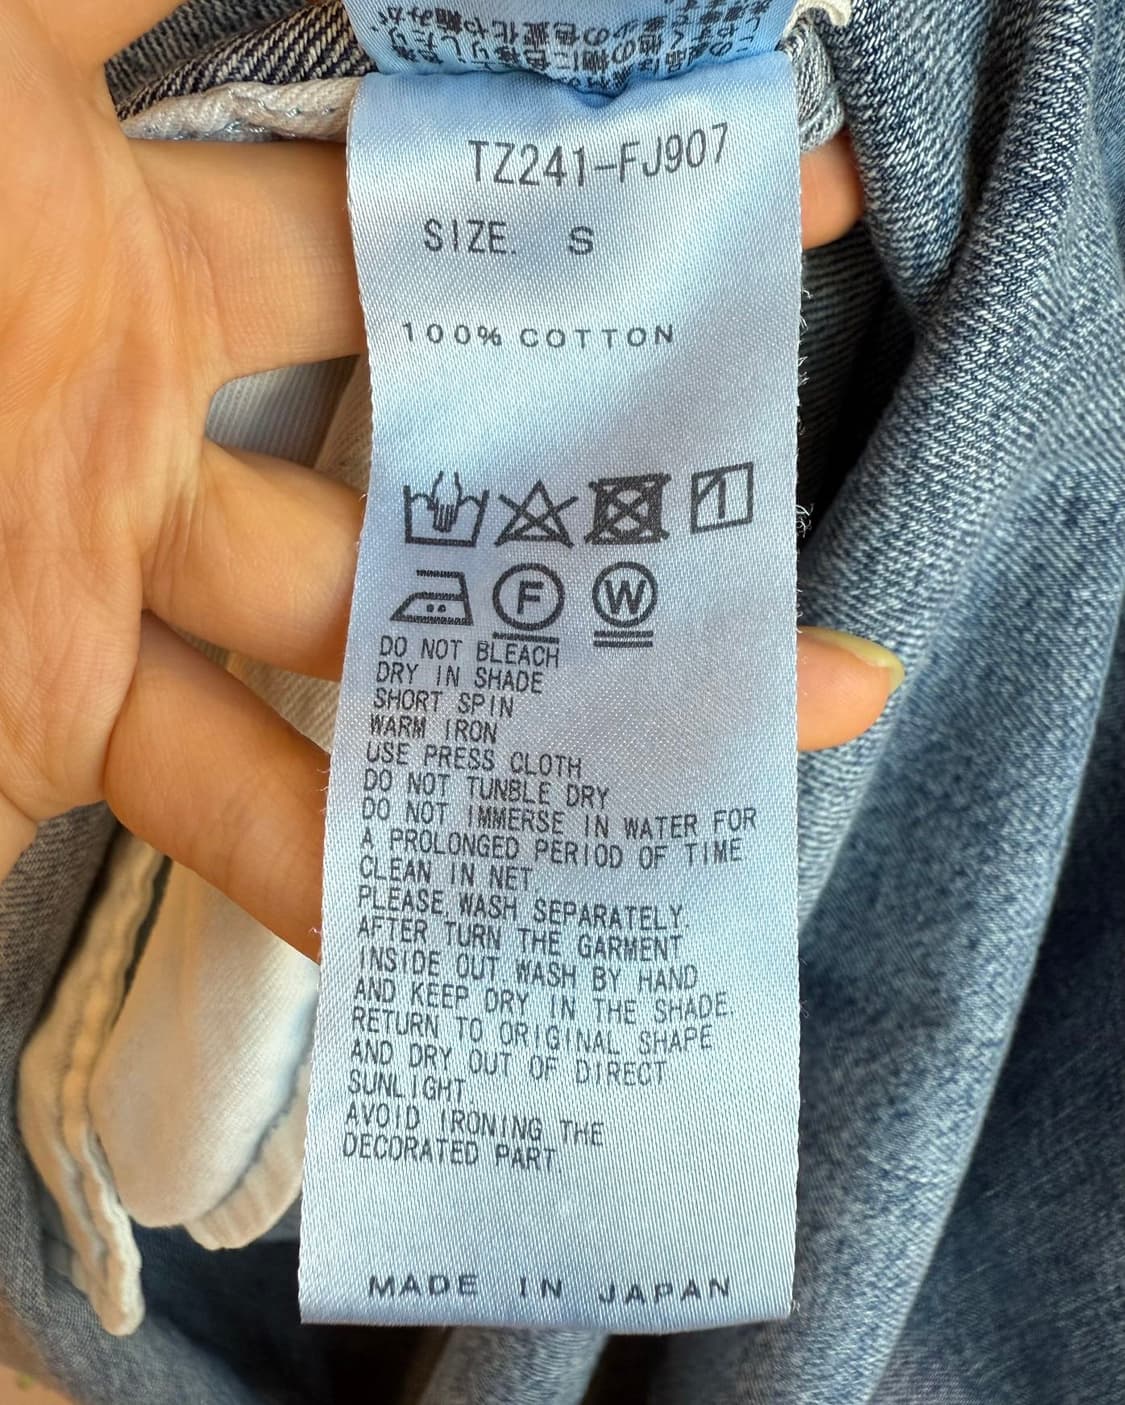 TZ241-FJ907
SIZE. S
100% COTTON
F W
DO NOT BLEACH
DRY IN SHADE
SHORT SPIN
WARM IRON
USE PRESS CLOTH
DO NOT TUNBLE DRY
DO NOT IMMERSE IN WATER FOR
A PROLONGED PERIOD OF TIME
CLEAN IN NET.
PLEASE, WASH SEPARATELY.
AFTER TURN THE GARMENT
INSIDE OUT WASH BY HAND
AND KEEP DRY IN THE SHADE.
RETURN TO ORIGINAL SHAPE
AND DRY OUT OF DIRECT
SUNLIGHT.
AVOID IRONING THE
DECORATED PART.
MADE IN JAPAN